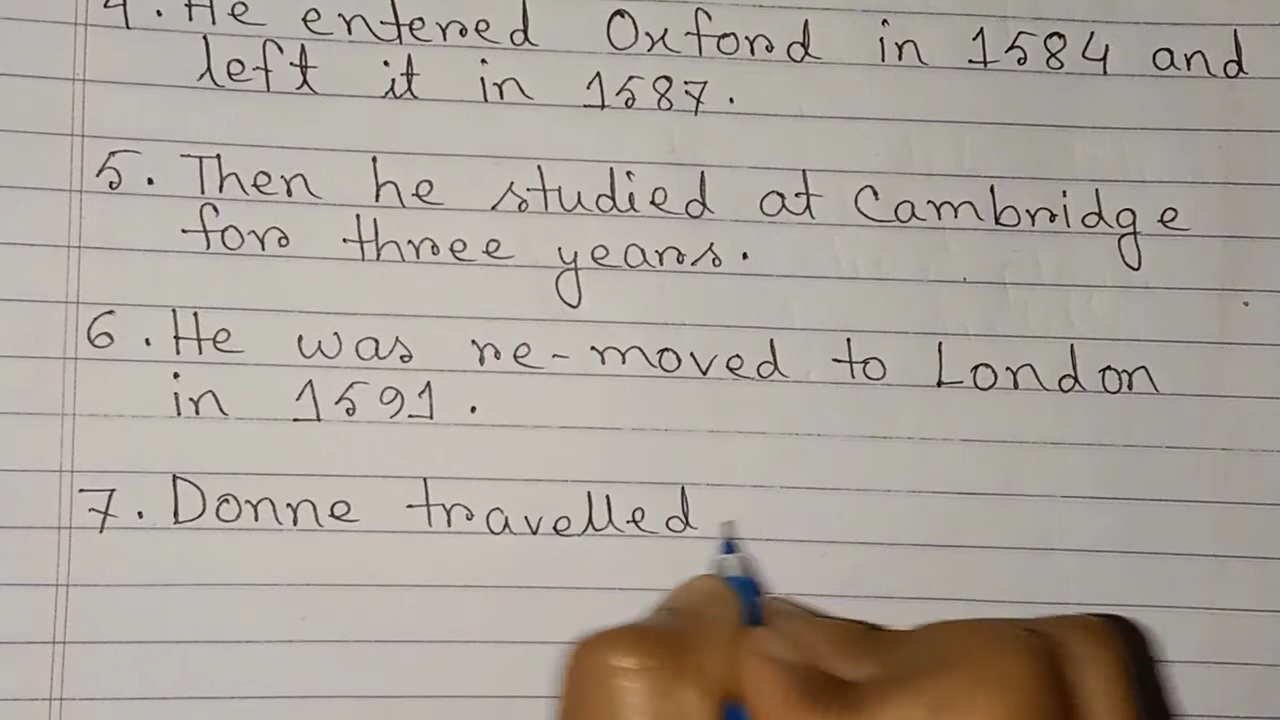 4. He entered Oxford in 1584 and
left it in 1587.
5. Then he studied at Cambridge
for three years.
6. He was re-moved to London
in 1591.
7. Donne travelled